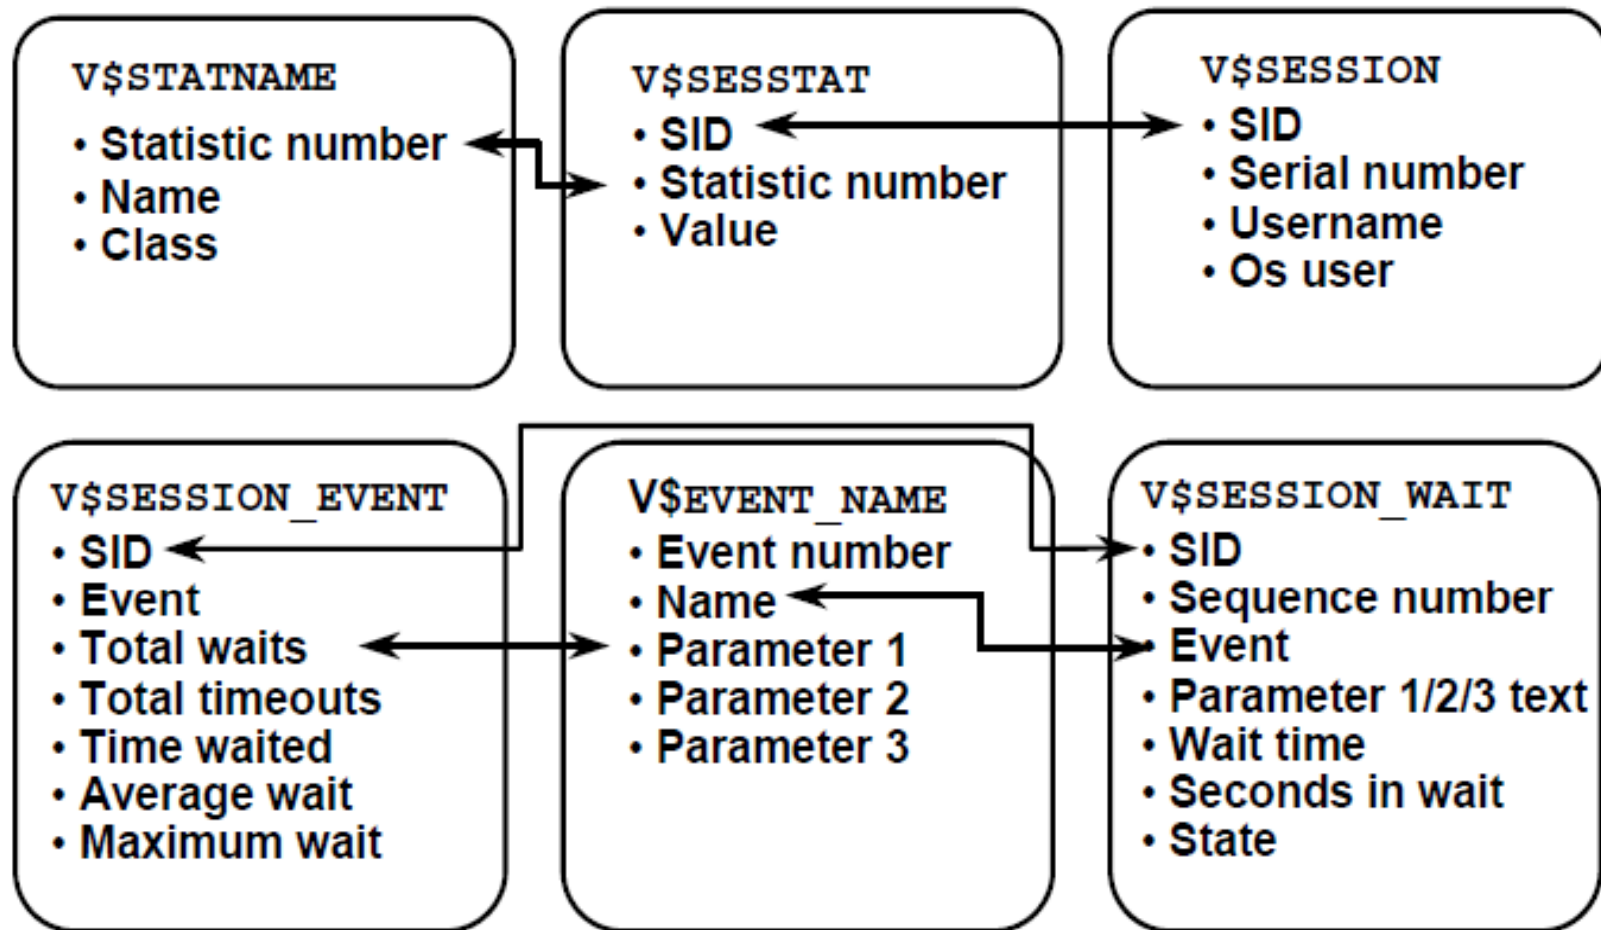 V$STATNAME
• Statistic number
• Name
• Class
V$SESSTAT
• SID
• Statistic number
• Value
V$SESSION
• SID
• Serial number
• Username
• Os user
V$SESSION_EVENT
• SID
• Event
• Total waits
• Total timeouts
• Time waited
• Average wait
• Maximum wait
V$EVENT_NAME
• Event number
• Name
• Parameter 1
• Parameter 2
• Parameter 3
V$SESSION_WAIT
• SID
• Sequence number
• Event
• Parameter 1/2/3 text
• Wait time
• Seconds in wait
• State